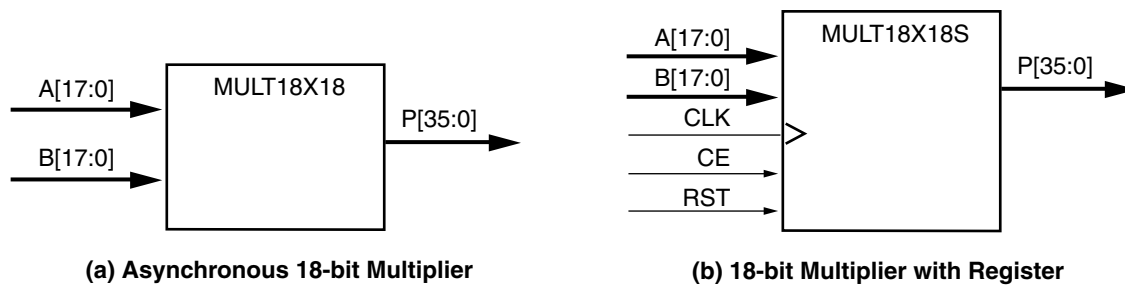 MULT18X18
A[17:0]
B[17:0]
P[35:0]
(a) Asynchronous 18-bit Multiplier
MULT18X18S
A[17:0]
B[17:0]
CLK
CE
RST
P[35:0]
(b) 18-bit Multiplier with Register